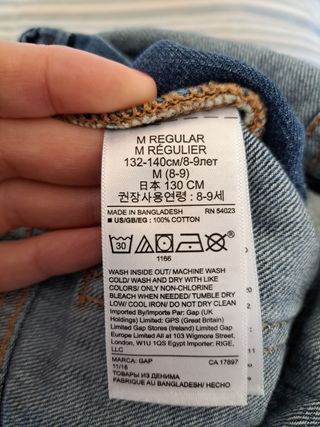 M REGULAR
M RÉGULIER
132-140см/8-9лет
M (8-9)
日本 130 CM
권장사용연령 : 8-9세
MADE IN BANGLADESH RN 54023
■ US/GB/EG : 100% COTTON
30
1166
WASH INSIDE OUT/ MACHINE WASH
COLD/ WASH AND DRY WITH LIKE
COLORS/ ONLY NON-CHLORINE
BLEACH WHEN NEEDED/ TUMBLE DRY
LOW/ COOL IRON/ DO NOT DRY CLEAN
Imported By/Importé Par: Gap (UK
Holdings) Limited: GPS (Great Britain)
Limited Gap Stores (Ireland) Limited Gap
Europe Limited All at 103 Wigmore Street,
London, W1U 1QS Egypt Importer: RIGE,
LLC
MARCA: GAP CA 17897
11/18
ТОВАРЫ ИЗ ДЕНИМА
FABRIQUÉ AU BANGLADESH/ HECHO